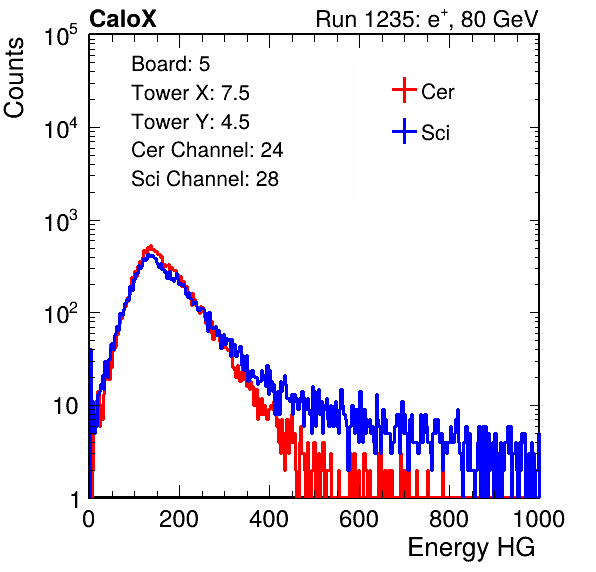 CaloX Run 1235: e⁺, 80 GeV
Counts
10⁵
10⁴
10³
10²
10
1
Board: 5
Tower X: 7.5
Tower Y: 4.5
Cer Channel: 24
Sci Channel: 28
Cer
Sci
0 200 400 600 800 1000
Energy HG